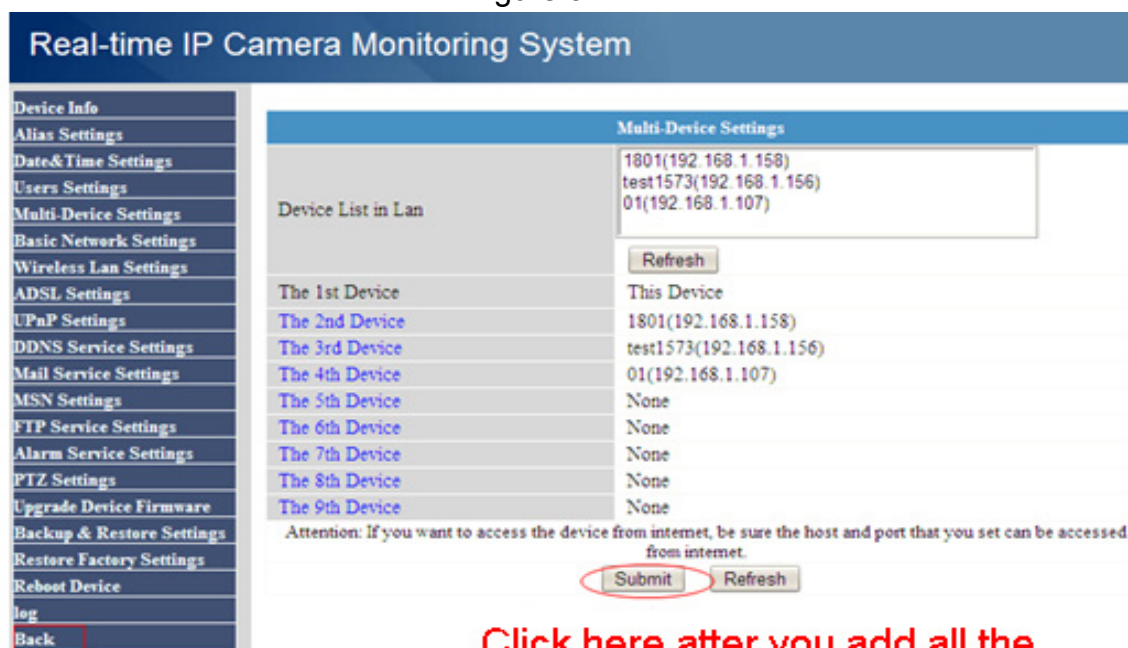 Real-time IP Camera Monitoring System
Device Info
Alias Settings
Date&Time Settings
Users Settings
Multi-Device Settings
Basic Network Settings
Wireless Lan Settings
ADSL Settings
UPnP Settings
DDNS Service Settings
Mail Service Settings
MSN Settings
FTP Service Settings
Alarm Service Settings
PTZ Settings
Upgrade Device Firmware
Backup & Restore Settings
Restore Factory Settings
Reboot Device
log
Back
Multi-Device Settings
Device List in Lan
1801(192.168.1.158)
test1573(192.168.1.156)
01(192.168.1.107)
Refresh
The 1st Device This Device
The 2nd Device 1801(192.168.1.158)
The 3rd Device test1573(192.168.1.156)
The 4th Device 01(192.168.1.107)
The 5th Device None
The 6th Device None
The 7th Device None
The 8th Device None
The 9th Device None
Attention: If you want to access the device from internet, be sure the host and port that you set can be accessed
from internet.
Submit Refresh
Click here after you add all the